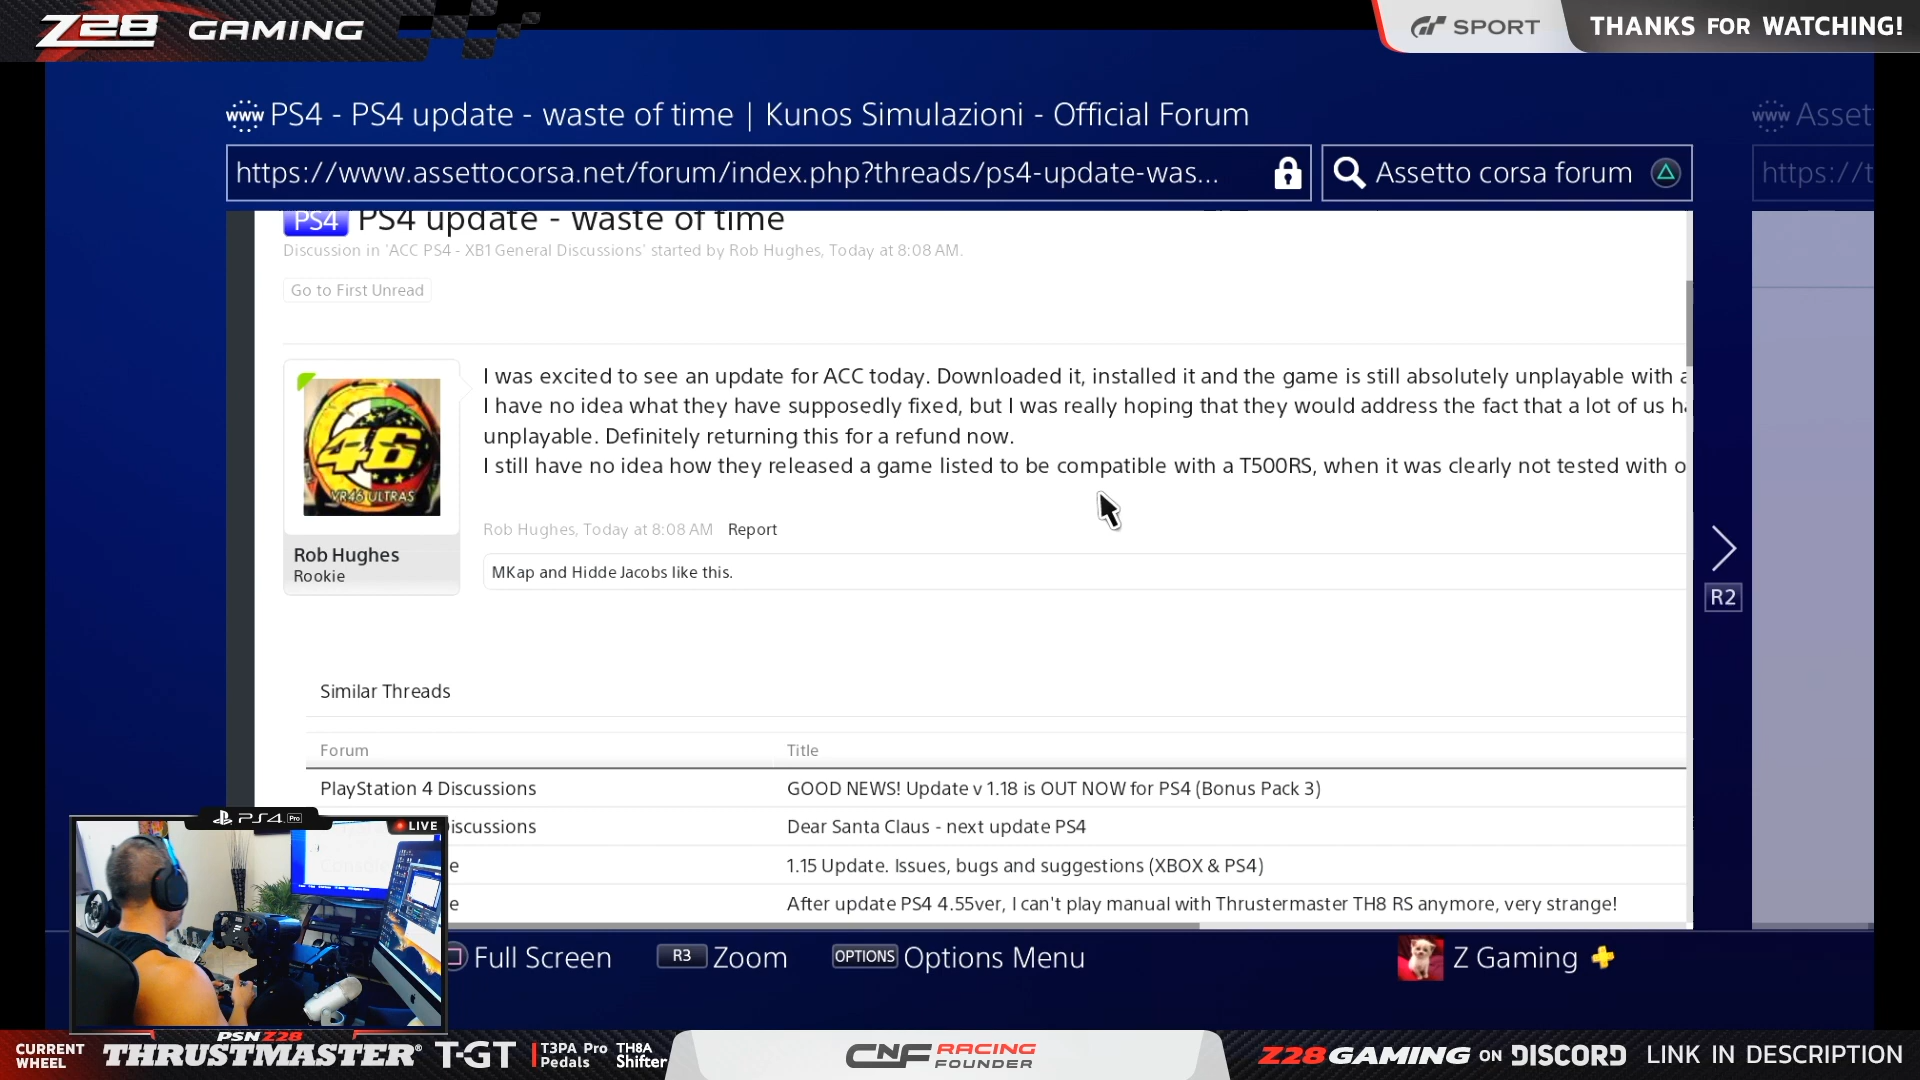 Z28 GAMING
GT SPORT
THANKS FOR WATCHING!
www PS4 - PS4 update - waste of time | Kunos Simulazioni - Official Forum
www Asset
https://www.assettocorsa.net/forum/index.php?threads/ps4-update-was...
Assetto corsa forum
https://t
PS4 PS4 update - waste of time
Discussion in 'ACC PS4 - XB1 General Discussions' started by Rob Hughes, Today at 8:08 AM.
Go to First Unread
I was excited to see an update for ACC today. Downloaded it, installed it and the game is still absolutely unplayable with a
I have no idea what they have supposedly fixed, but I was really hoping that they would address the fact that a lot of us ha
unplayable. Definitely returning this for a refund now.
I still have no idea how they released a game listed to be compatible with a T500RS, when it was clearly not tested with o
46
VR46 ULTRAS
Rob Hughes, Today at 8:08 AM Report
Rob Hughes
Rookie
MKap and Hidde Jacobs like this.
R2
Similar Threads
Forum Title
PlayStation 4 Discussions GOOD NEWS! Update v 1.18 is OUT NOW for PS4 (Bonus Pack 3)
iscussions Dear Santa Claus - next update PS4
e 1.15 Update. Issues, bugs and suggestions (XBOX & PS4)
e After update PS4 4.55ver, I can't play manual with Thrustermaster TH8 RS anymore, very strange!
PS4 Pro
LIVE
Full Screen
R3 Zoom
OPTIONS Options Menu
Z Gaming
PSN Z28
CURRENT WHEEL
THRUSTMASTER® T-GT
T3PA Pro Pedals
TH8A Shifter
CNF RACING FOUNDER
Z28GAMING ON DISCORD LINK IN DESCRIPTION